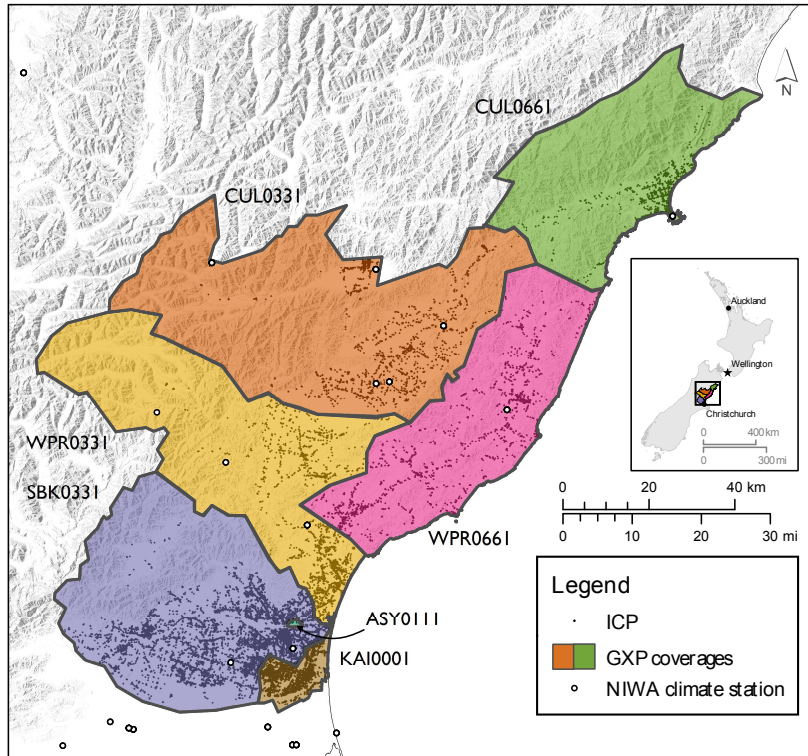 N
CUL0661
CUL0331
Auckland
Wellington
Christchurch
0 400 km
0 300 mi
WPR0331
SBK0331
0 20 40 km
0 10 20 30 mi
WPR0661
ASY0111
KAI0001
Legend
ICP
GXP coverages
NIWA climate station